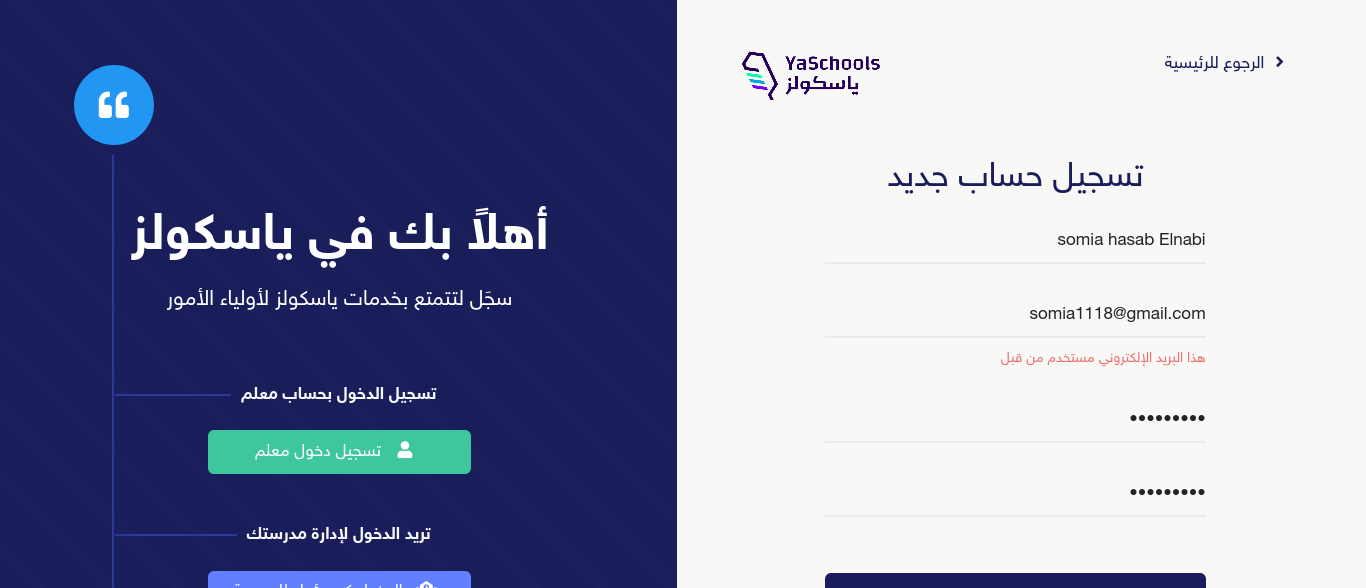 الرجوع للرئيسية
YaSchools
ياسكولز
تسجيل حساب جديد
somia hasab Elnabi
somia1118@gmail.com
هذا البريد الإلكتروني مستخدم من قبل
•••••••••
•••••••••
أهلاً بك في ياسكولز
سجَل لتتمتع بخدمات ياسكولز لأولياء الأمور
تسجيل الدخول بحساب معلم
تسجيل دخول معلم
تريد الدخول لإدارة مدرستك